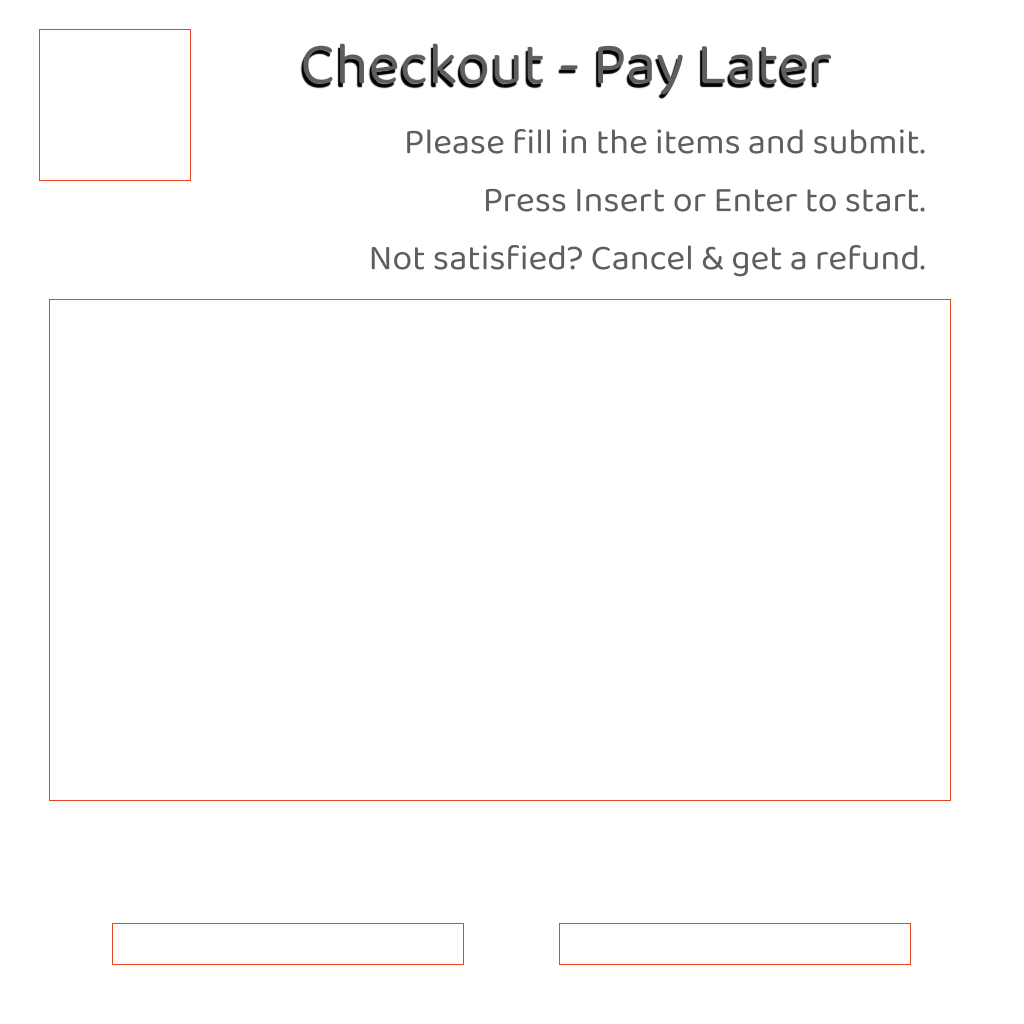 Checkout - Pay Later
Please fill in the items and submit.
Press Insert or Enter to start.
Not satisfied? Cancel & get a refund.